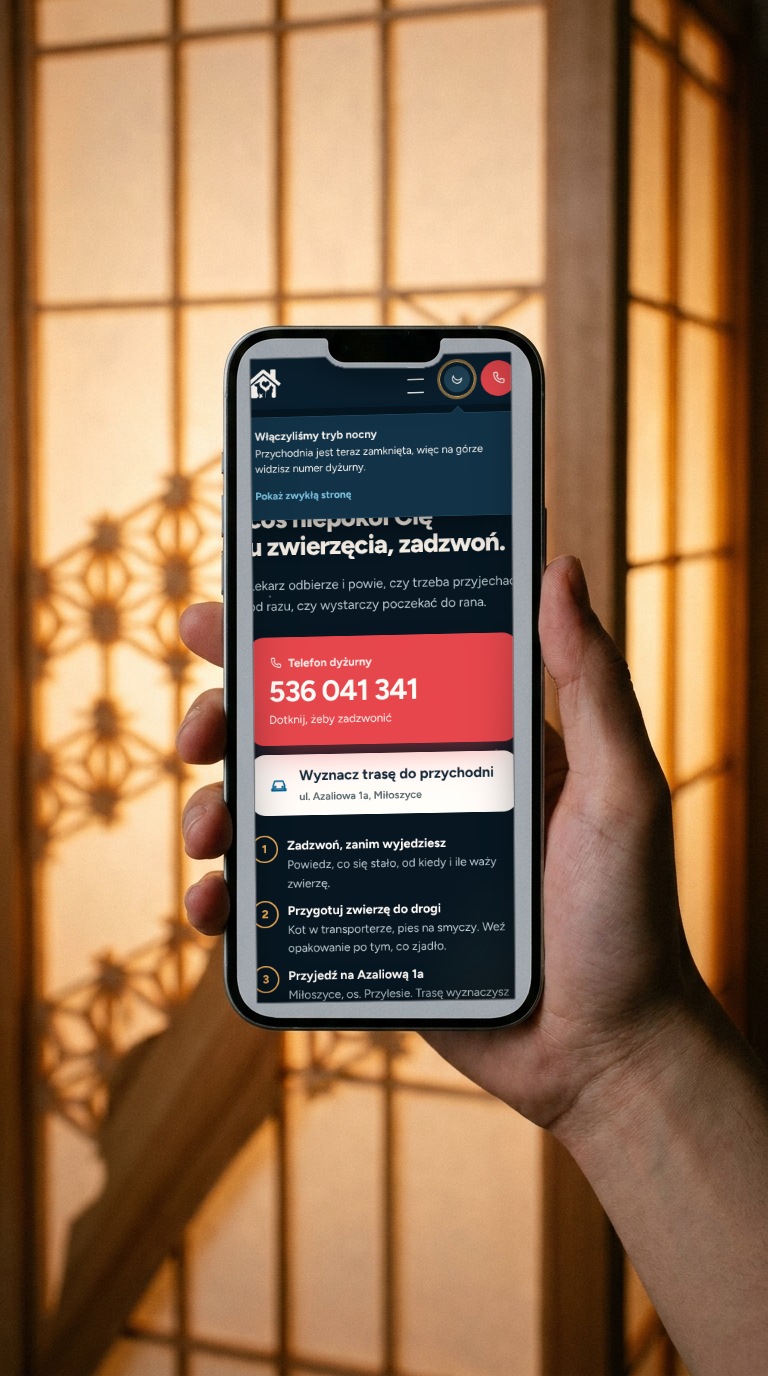 Włączyliśmy tryb nocny
Przychodnia jest teraz zamknięta, więc na górze
widzisz numer dyżurny.
Pokaż zwykłą stronę
coś niepokoi Cię
u zwierzęcia, zadzwoń.
Lekarz odbierze i powie, czy trzeba przyjechać
od razu, czy wystarczy poczekać do rana.
Telefon dyżurny
536 041 341
Dotknij, żeby zadzwonić
Wyznacz trasę do przychodni
ul. Azaliowa 1a, Miłoszyce
1 Zadzwoń, zanim wyjedziesz
Powiedz, co się stało, od kiedy i ile waży
zwierzę.
2 Przygotuj zwierzę do drogi
Kot w transporterze, pies na smyczy. Weź
opakowanie po tym, co zjadło.
3 Przyjedź na Azaliową 1a
Miłoszyce, os. Przylesie. Trasę wyznaczysz